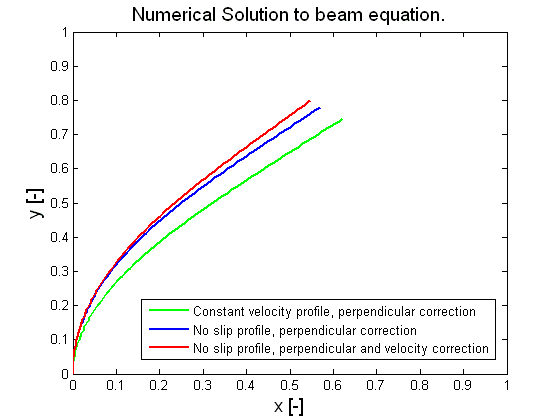 Numerical Solution to beam equation.
1
0.9
0.8
0.7
0.6
0.5
0.4
0.3
0.2
0.1
0
y [-]
Constant velocity profile, perpendicular correction
No slip profile, perpendicular correction
No slip profile, perpendicular and velocity correction
0 0.1 0.2 0.3 0.4 0.5 0.6 0.7 0.8 0.9 1
x [-]